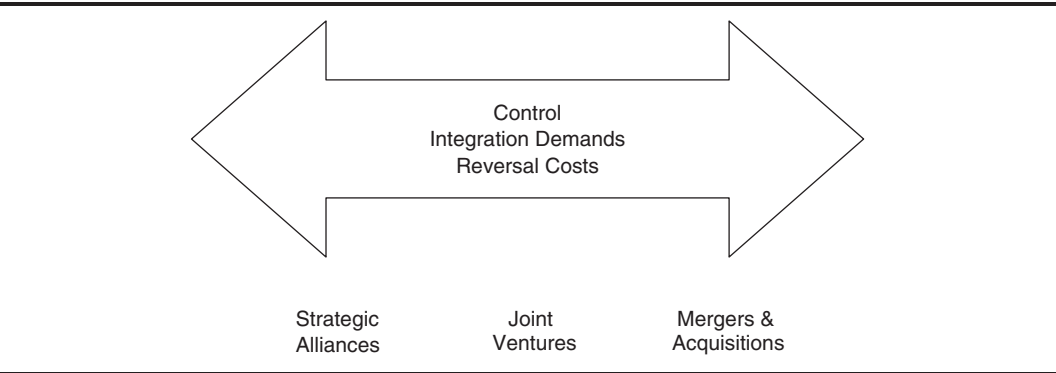 Control
Integration Demands
Reversal Costs
Strategic
Alliances
Joint
Ventures
Mergers &
Acquisitions